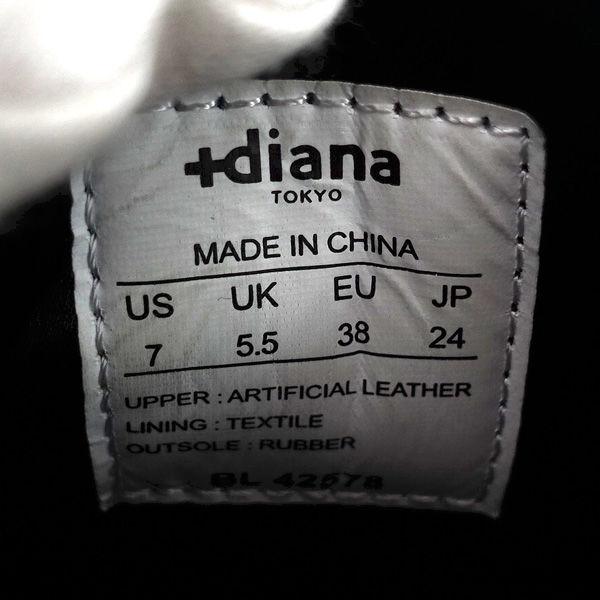 +diana
TOKYO
MADE IN CHINA
US UK EU JP
7 5.5 38 24
UPPER : ARTIFICIAL LEATHER
LINING : TEXTILE
OUTSOLE : RUBBER
BL 42578